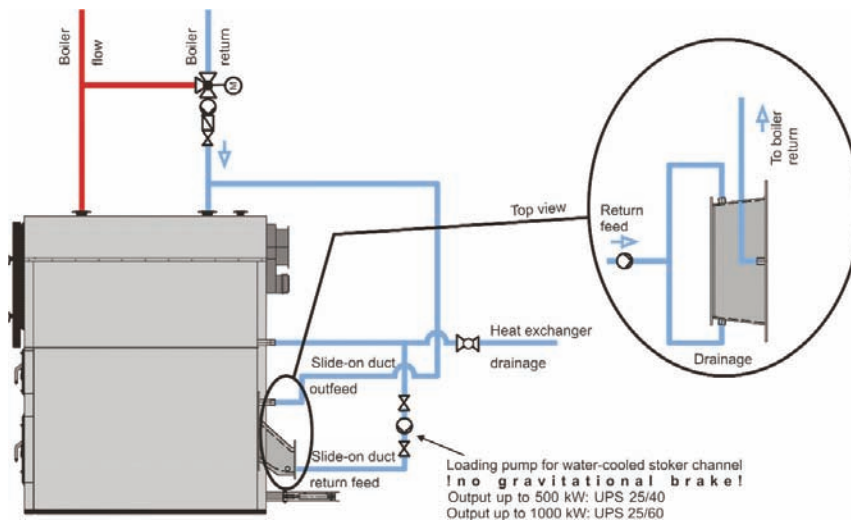 Boiler
flow
Boiler
return
M
Top view
Return
feed
To boiler
return
Drainage
Heat exchanger
drainage
Slide-on duct
outfeed
Slide-on duct
return feed
Loading pump for water-cooled stoker channel
!no gravitational brake!
Output up to 500 kW: UPS 25/40
Output up to 1000 kW: UPS 25/60